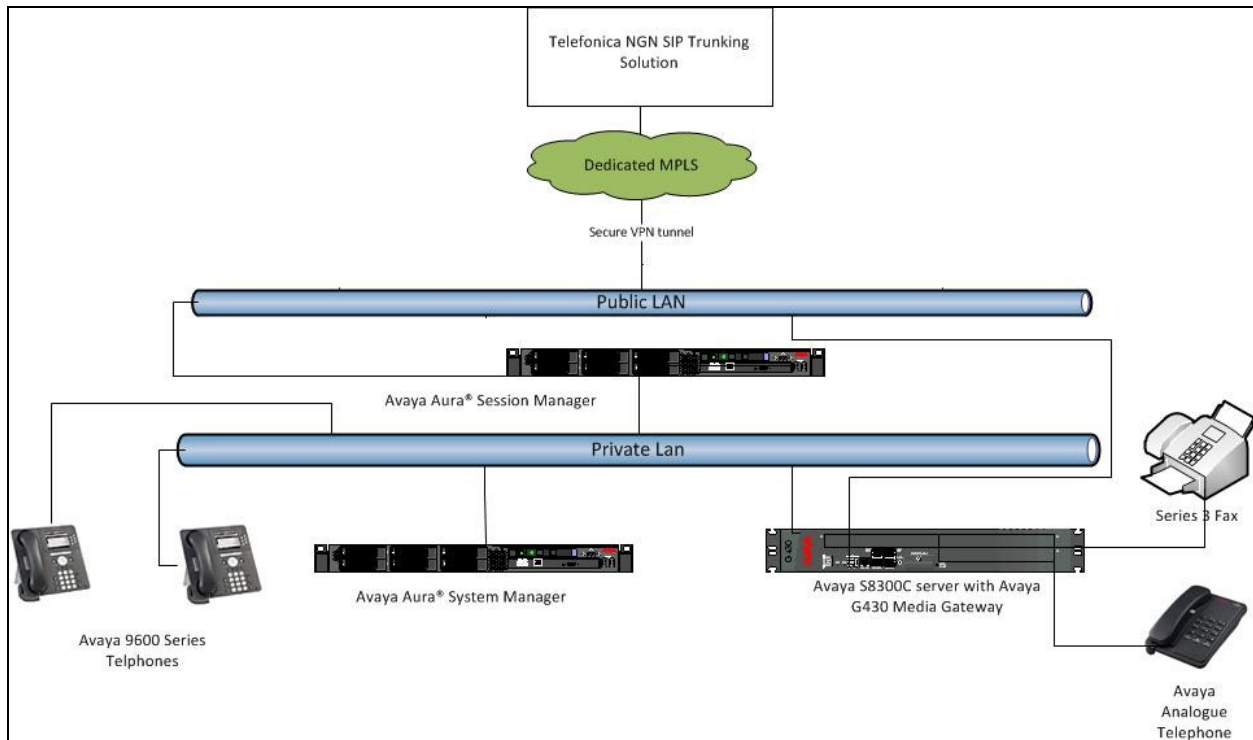 Telefonica NGN SIP Trunking
Solution
Dedicated MPLS
Secure VPN tunnel
Public LAN
Avaya Aura® Session Manager
Private Lan
Series 3 Fax
G430
AVAYA
Avaya S8300C server with Avaya
G430 Media Gateway
Avaya Aura® System Manager
Avaya 9600 Series
Telphones
Avaya
Analogue
Telephone